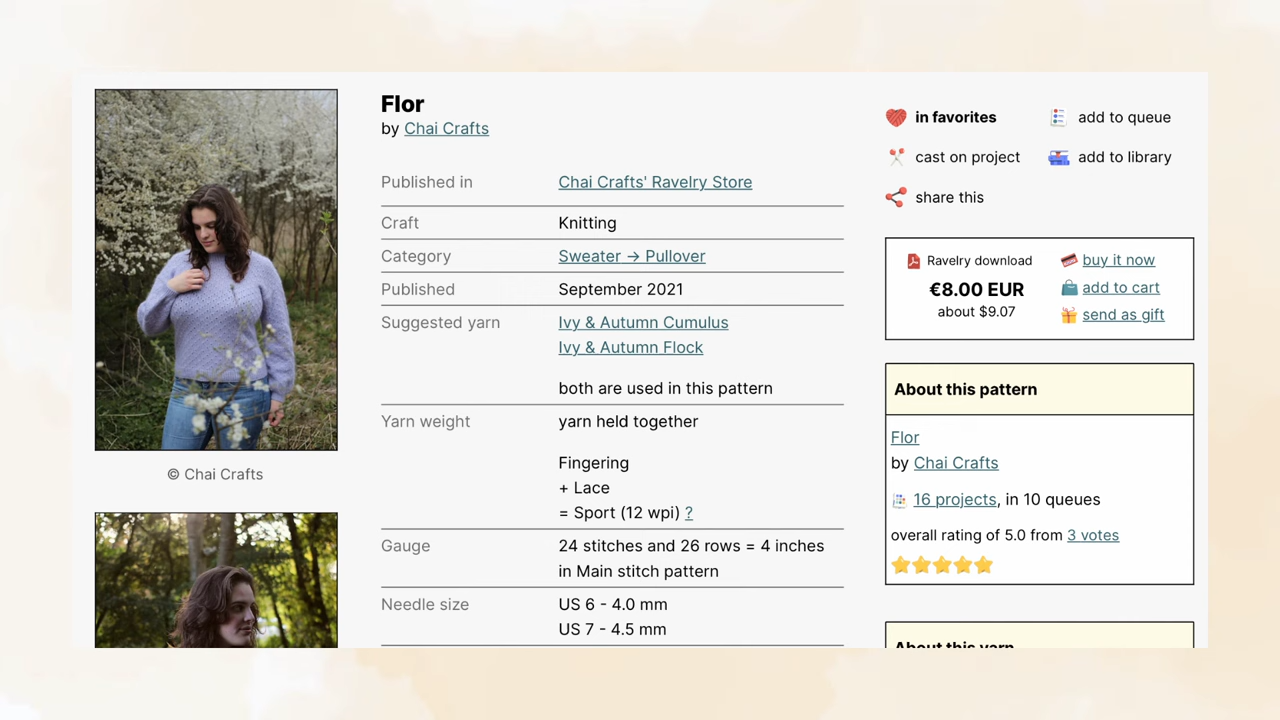 Flor
by Chai Crafts
Published in Chai Crafts' Ravelry Store
Craft Knitting
Category Sweater → Pullover
Published September 2021
Suggested yarn Ivy & Autumn Cumulus
Ivy & Autumn Flock
both are used in this pattern
Yarn weight yarn held together
Fingering
+ Lace
= Sport (12 wpi) ?
Gauge 24 stitches and 26 rows = 4 inches
in Main stitch pattern
Needle size US 6 - 4.0 mm
US 7 - 4.5 mm
© Chai Crafts
in favorites add to queue
cast on project add to library
share this
Ravelry download buy it now
€8.00 EUR add to cart
about $9.07 send as gift
About this pattern
Flor
by Chai Crafts
16 projects, in 10 queues
overall rating of 5.0 from 3 votes
About this yarn